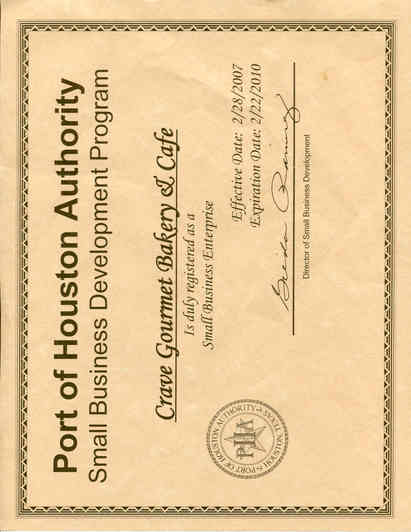 Port of Houston Authority
Small Business Development Program
Crave Gourmet Bakery & Cafe
Is duly registered as a
Small Business Enterprise
Effective Date: 2/28/2007
Expiration Date: 2/22/2010
Director of Small Business Development
PORT OF HOUSTON AUTHORITY
HOUSTON TEXAS
PHA